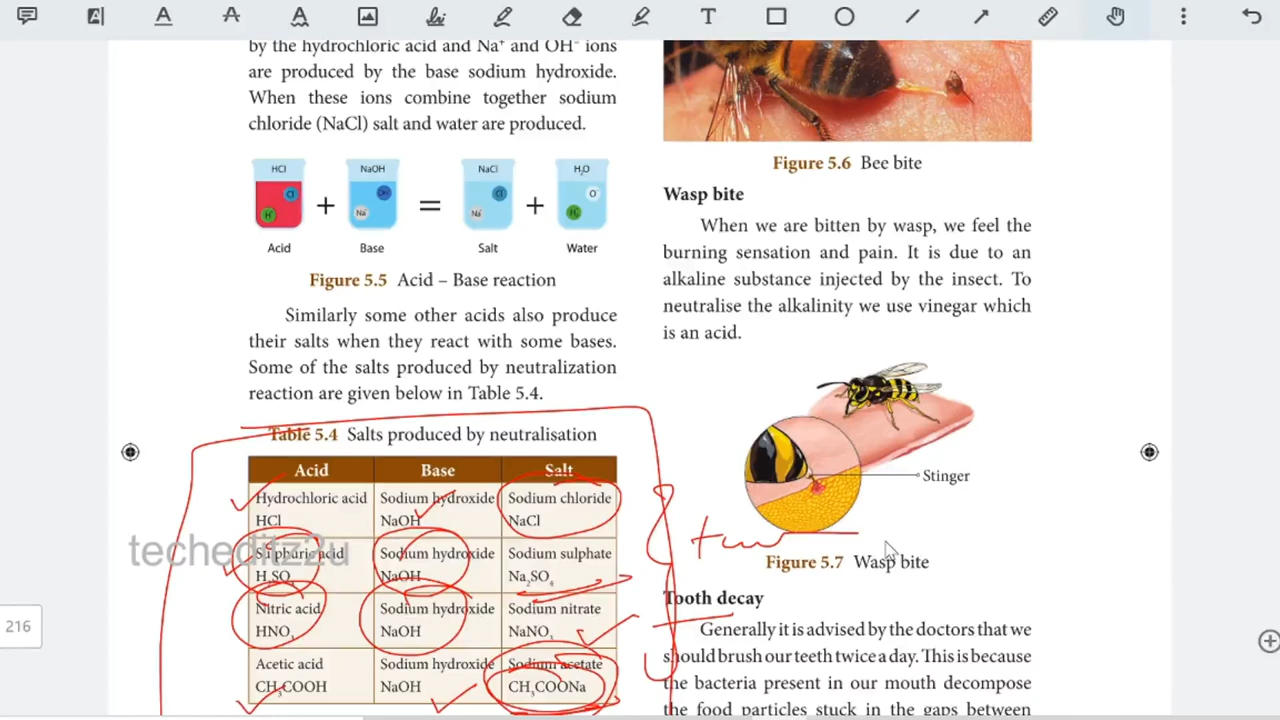 by the hydrochloric acid and Na⁺ and OH⁻ ions
are produced by the base sodium hydroxide.
When these ions combine together sodium
chloride (NaCl) salt and water are produced.
HCl
NaOH
NaCl
H₂O
Cl
H
OH
Na
+
=
Cl
Na
+
O
H₂
Acid
Base
Salt
Water
Figure 5.5 Acid – Base reaction
Similarly some other acids also produce
their salts when they react with some bases.
Some of the salts produced by neutralization
reaction are given below in Table 5.4.
Table 5.4 Salts produced by neutralisation
Acid Base Salt
Hydrochloric acid Sodium hydroxide Sodium chloride
HCl NaOH NaCl
Sulphuric acid Sodium hydroxide Sodium sulphate
H₂SO₄ NaOH Na₂SO₄
Nitric acid Sodium hydroxide Sodium nitrate
HNO₃ NaOH NaNO₃
Acetic acid Sodium hydroxide Sodium acetate
CH₃COOH NaOH CH₃COONa
techeditz2u
216
Figure 5.6 Bee bite
Wasp bite
When we are bitten by wasp, we feel the
burning sensation and pain. It is due to an
alkaline substance injected by the insect. To
neutralise the alkalinity we use vinegar which
is an acid.
Stinger
Figure 5.7 Wasp bite
Tooth decay
Generally it is advised by the doctors that we
should brush our teeth twice a day. This is because
the bacteria present in our mouth decompose
the food particles stuck in the gaps between